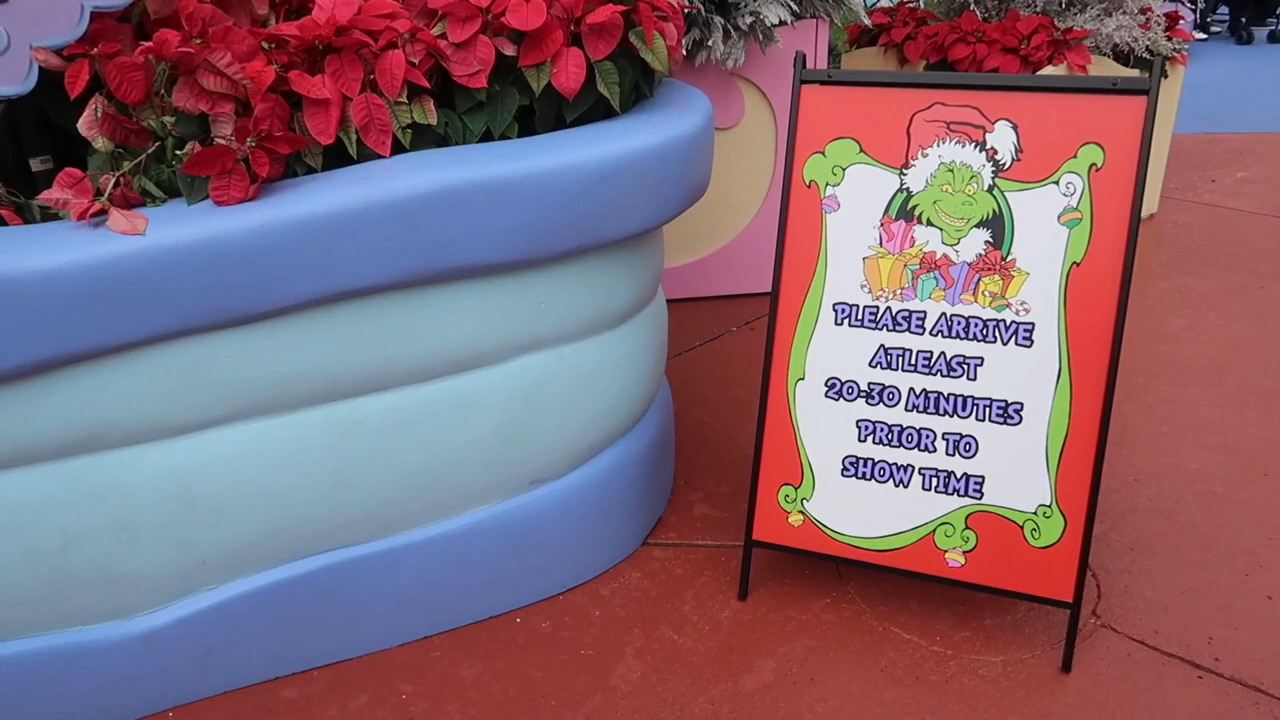 PLEASE ARRIVE
ATLEAST
20-30 MINUTES
PRIOR TO
SHOW TIME